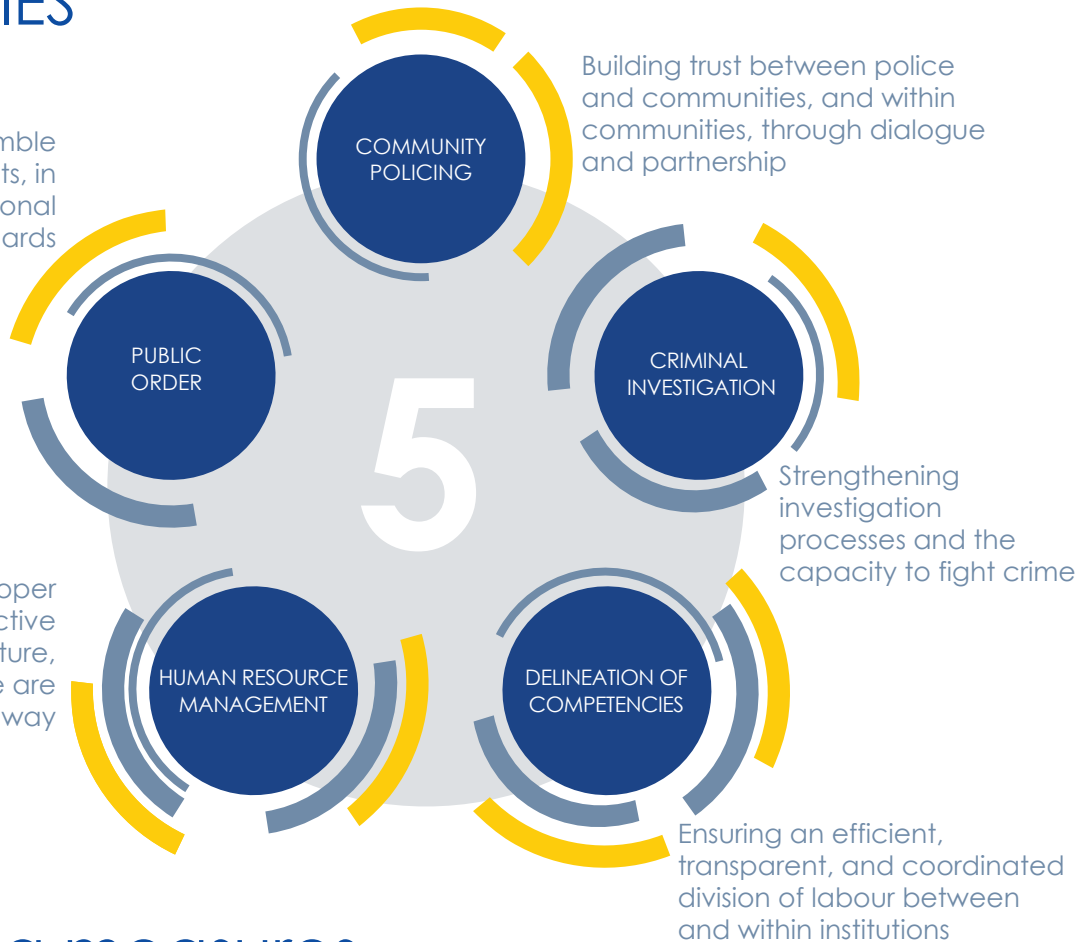 IES
COMMUNITY
POLICING
Building trust between police
and communities, and within
communities, through dialogue
and partnership
mble
ts, in
onal
ards
PUBLIC
ORDER
5
CRIMINAL
INVESTIGATION
Strengthening
investigation
processes and the
capacity to fight crime
oper
ctive
ture,
e are
way
HUMAN RESOURCE
MANAGEMENT
DELINEATION OF
COMPETENCIES
Ensuring an efficient,
transparent, and coordinated
division of labour between
and within institutions